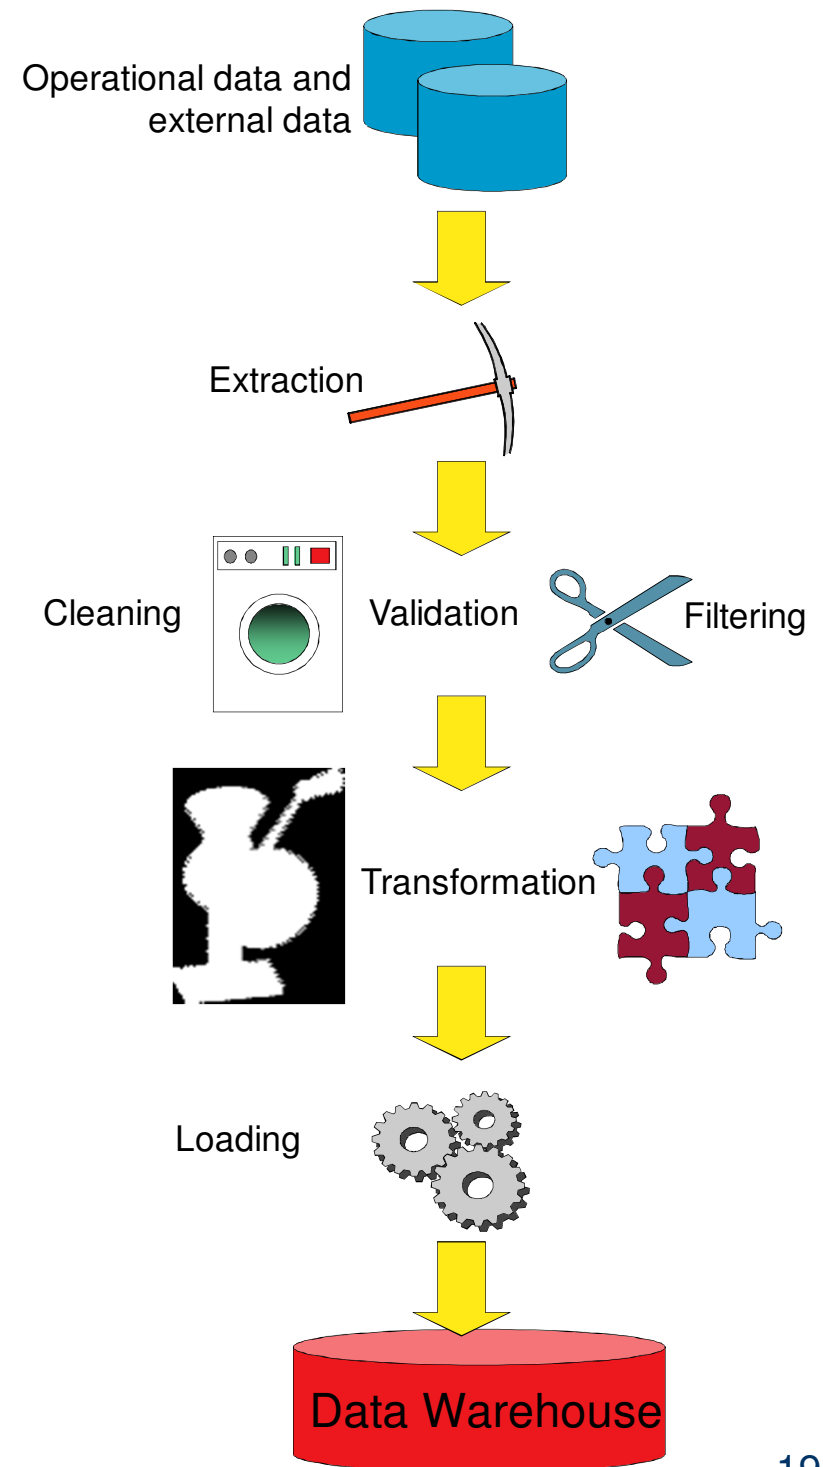 Operational data and
external data
Extraction
Cleaning
Validation
Filtering
Transformation
Loading
Data Warehouse